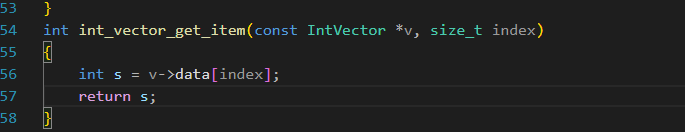 53 }
54 int int_vector_get_item(const IntVector *v, size_t index)
55 {
56     int s = v->data[index];
57     return s;
58 }